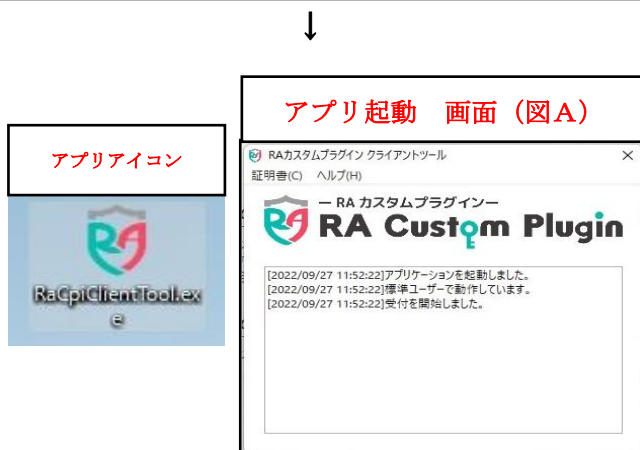 ↓
アプリ起動 画面（図A）
アプリアイコン
RaCpiClientTool.ex
e
RAカスタムプラグイン クライアントツール
証明書(C) ヘルプ(H)
RA
ー RA カスタムプラグインー
RA Custom Plugin
[2022/09/27 11:52:22]アプリケーションを起動しました。
[2022/09/27 11:52:22]標準ユーザーで動作しています。
[2022/09/27 11:52:22]受付を開始しました。